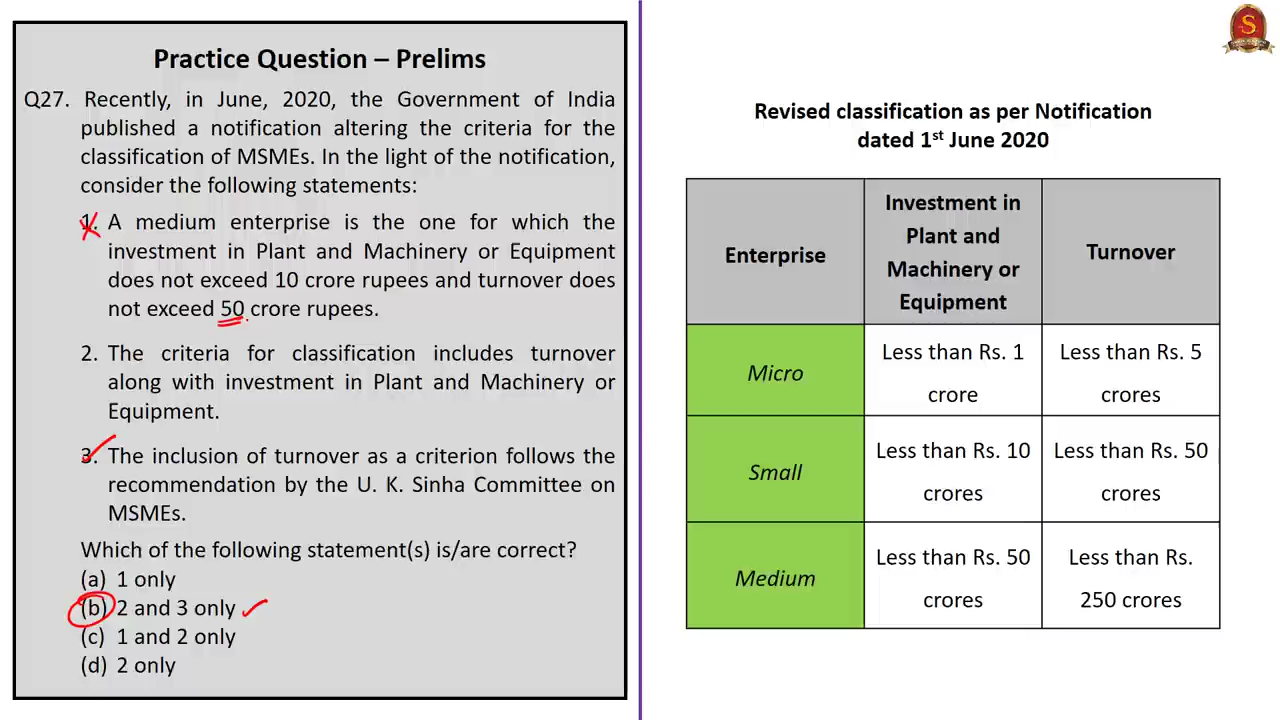 Practice Question – Prelims
Q27. Recently, in June, 2020, the Government of India
published a notification altering the criteria for the
classification of MSMEs. In the light of the notification,
consider the following statements:
1. A medium enterprise is the one for which the
investment in Plant and Machinery or Equipment
does not exceed 10 crore rupees and turnover does
not exceed 50 crore rupees.
2. The criteria for classification includes turnover
along with investment in Plant and Machinery or
Equipment.
3. The inclusion of turnover as a criterion follows the
recommendation by the U. K. Sinha Committee on
MSMEs.
Which of the following statement(s) is/are correct?
(a) 1 only
(b) 2 and 3 only
(c) 1 and 2 only
(d) 2 only
Revised classification as per Notification
dated 1st June 2020
Enterprise
Investment in
Plant and
Machinery or
Equipment
Turnover
Micro
Less than Rs. 1
crore
Less than Rs. 5
crores
Small
Less than Rs. 10
crores
Less than Rs. 50
crores
Medium
Less than Rs. 50
crores
Less than Rs.
250 crores
S